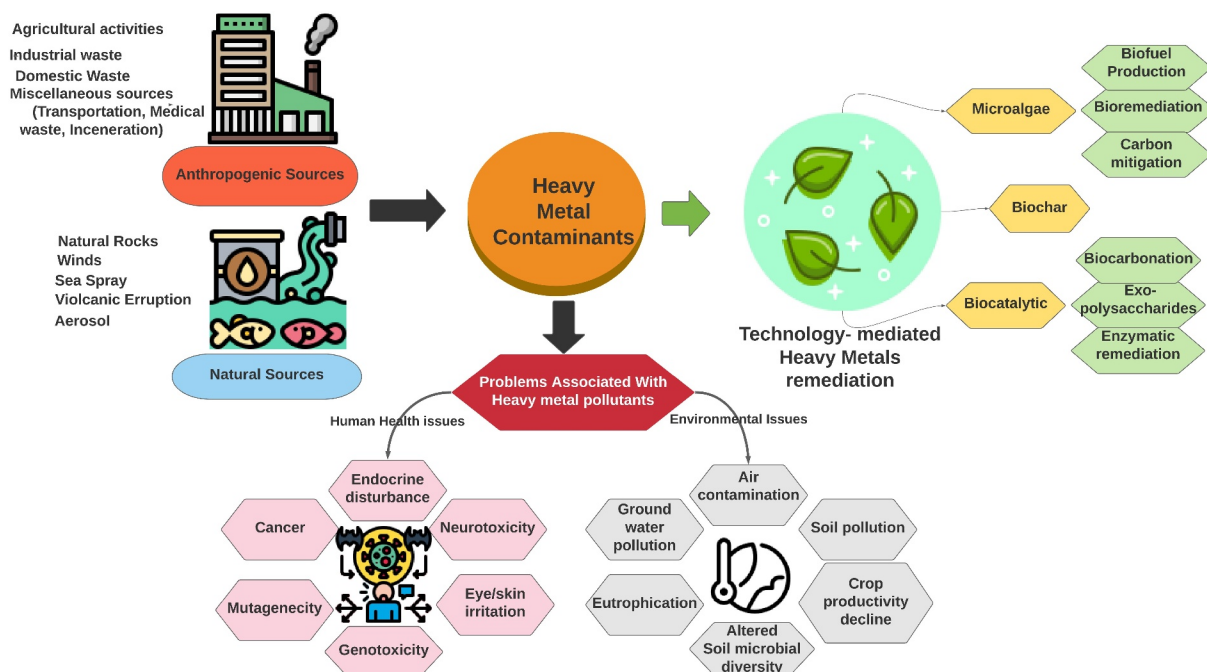 Agricultural activities
Industrial waste
Domestic Waste
Miscellaneous sources
(Transportation, Medical
waste, Inceneration)
Anthropogenic Sources
Natural Rocks
Winds
Sea Spray
Violcanic Erruption
Aerosol
Natural Sources
Heavy
Metal
Contaminants
Technology- mediated
Heavy Metals
remediation
Microalgae
Biofuel
Production
Bioremediation
Carbon
mitigation
Biochar
Biocatalytic
Biocarbonation
Exo-
polysaccharides
Enzymatic
remediation
Problems Associated With
Heavy metal pollutants
Human Health issues
Environmental Issues
Endocrine
disturbance
Cancer
Neurotoxicity
Mutagenecity
Eye/skin
irritation
Genotoxicity
Air
contamination
Ground
water
pollution
Soil pollution
Eutrophication
Crop
productivity
decline
Altered
Soil microbial
diversity